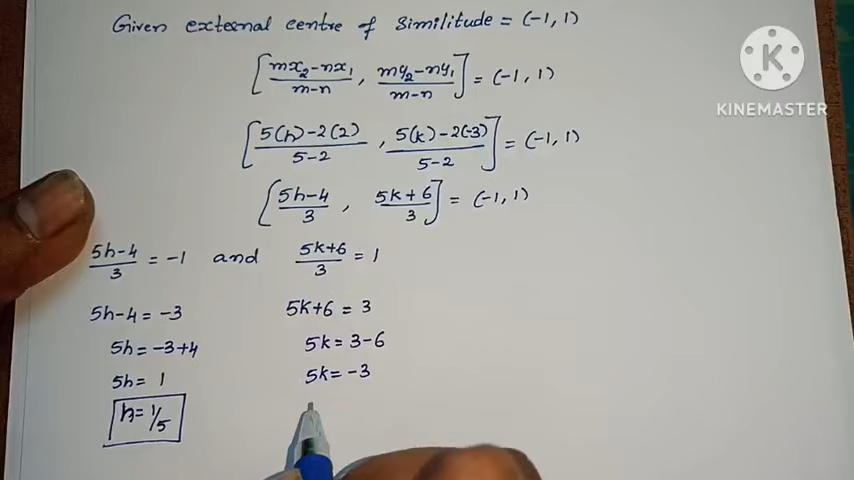 Given external centre of similitude = (-1, 1)
[mx₂-nx₁/m-n , my₂-ny₁/m-n] = (-1, 1)
[5(h)-2(2)/5-2 , 5(k)-2(-3)/5-2] = (-1, 1)
[5h-4/3 , 5k+6/3] = (-1, 1)
5h-4/3 = -1 and 5k+6/3 = 1
5h-4 = -3 5k+6 = 3
5h = -3+4 5k = 3-6
5h = 1 5k = -3
h = 1/5
K
KINEMASTER